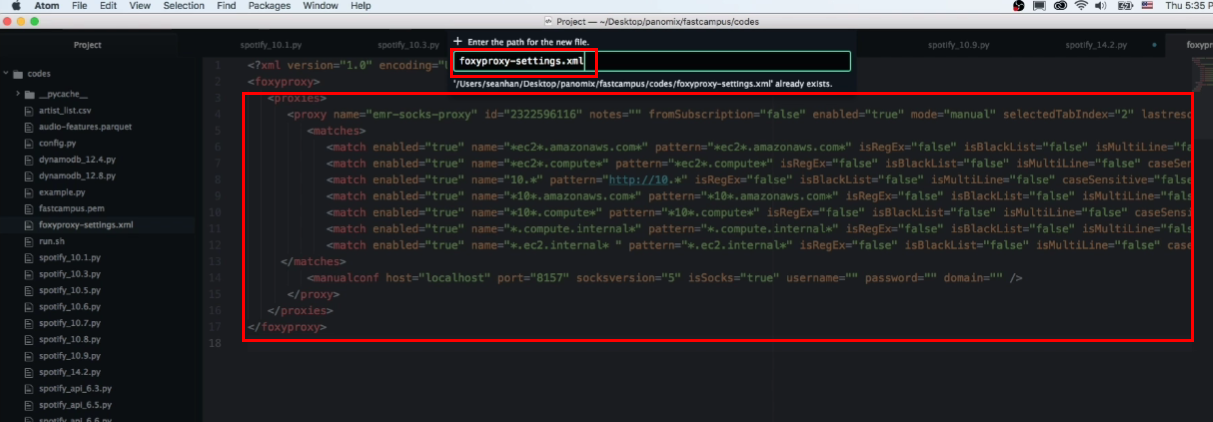 Atom File Edit View Selection Find Packages Window Help Thu 5:35 P
Project — ~/Desktop/panomix/fastcampus/codes
Project
spotify_10.1.py spotify_10.3.py spotify_10.9.py spotify_14.2.py foxypro
Enter the path for the new file.
foxyproxy-settings.xml
'/Users/seanhan/Desktop/panomix/fastcampus/codes/foxyproxy-settings.xml' already exists.
codes
__pycache__
artist_list.csv
audio-features.parquet
config.py
dynamodb_12.4.py
dynamodb_12.8.py
example.py
fastcampus.pem
foxyproxy-settings.xml
run.sh
spotify_10.1.py
spotify_10.3.py
spotify_10.5.py
spotify_10.6.py
spotify_10.7.py
spotify_10.8.py
spotify_10.9.py
spotify_14.2.py
spotify_api_6.3.py
spotify_api_6.5.py
spotify_api_6.6.py
1 <?xml version="1.0" encoding="
2 <foxyproxy>
3 <proxies>
4 <proxy name="emr-socks-proxy" id="2322596116" notes="" fromSubscription="false" enabled="true" mode="manual" selectedTabIndex="2" lastresc
5 <matches>
6 <match enabled="true" name="*ec2*.amazonaws.com*" pattern="*ec2*.amazonaws.com*" isRegEx="false" isBlackList="false" isMultiLine="fa
7 <match enabled="true" name="*ec2*.compute*" pattern="*ec2*.compute*" isRegEx="false" isBlackList="false" isMultiLine="false" caseSens
8 <match enabled="true" name="10.*" pattern="http://10.*" isRegEx="false" isBlackList="false" isMultiLine="false" caseSensitive="false
9 <match enabled="true" name="*10*.amazonaws.com*" pattern="*10*.amazonaws.com*" isRegEx="false" isBlackList="false" isMultiLine="fals
10 <match enabled="true" name="*10*.compute*" pattern="*10*.compute*" isRegEx="false" isBlackList="false" isMultiLine="false" caseSensi
11 <match enabled="true" name="*.compute.internal*" pattern="*.compute.internal*" isRegEx="false" isBlackList="false" isMultiLine="fals
12 <match enabled="true" name="*.ec2.internal* " pattern="*.ec2.internal*" isRegEx="false" isBlackList="false" isMultiLine="false" case
13 </matches>
14 <manualconf host="localhost" port="8157" socksversion="5" isSocks="true" username="" password="" domain="" />
15 </proxy>
16 </proxies>
17 </foxyproxy>
18